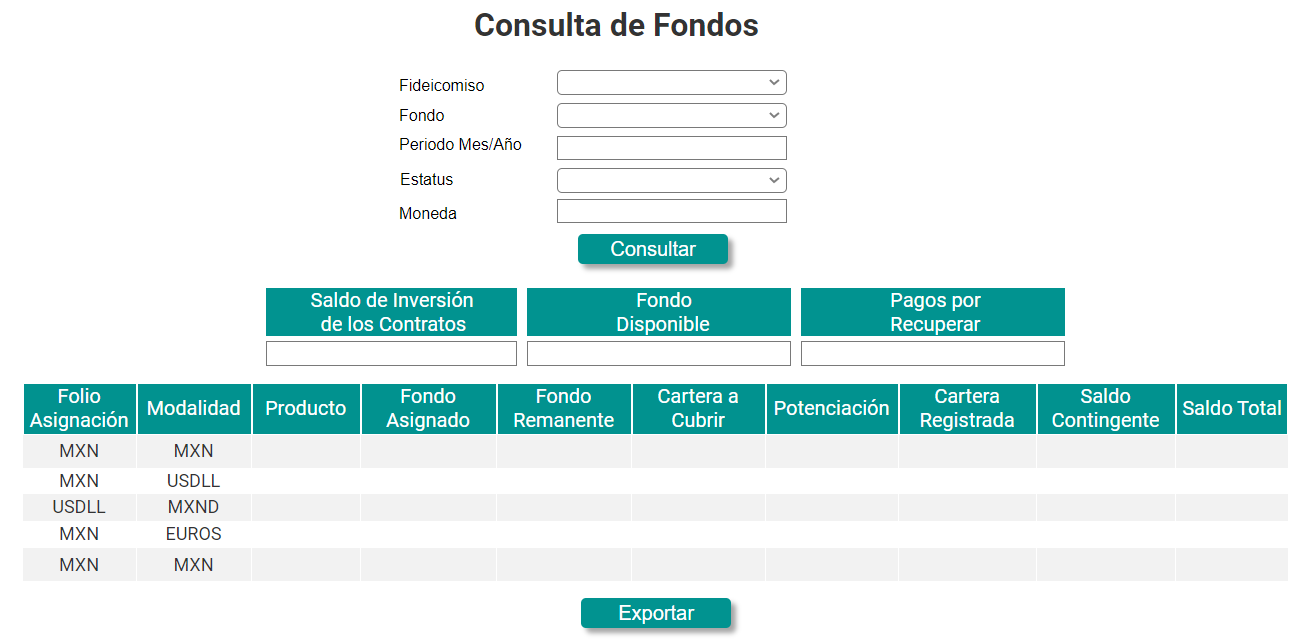 Consulta de Fondos
Fideicomiso
Fondo
Periodo Mes/Año
Estatus
Moneda
Consultar
Saldo de Inversión
de los Contratos
Fondo
Disponible
Pagos por
Recuperar
Folio
Asignación
Modalidad
Producto
Fondo
Asignado
Fondo
Remanente
Cartera a
Cubrir
Potenciación
Cartera
Registrada
Saldo
Contingente
Saldo Total
MXN MXN
MXN USDLL
USDLL MXND
MXN EUROS
MXN MXN
Exportar